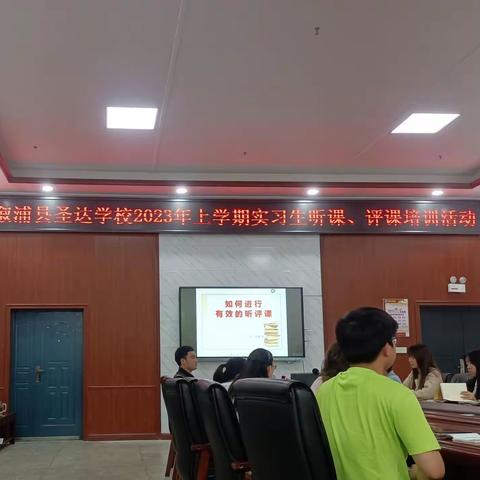 溆浦县圣达学校2023年上学期实习生听课、评课培训活动
如何进行
有效的听评课